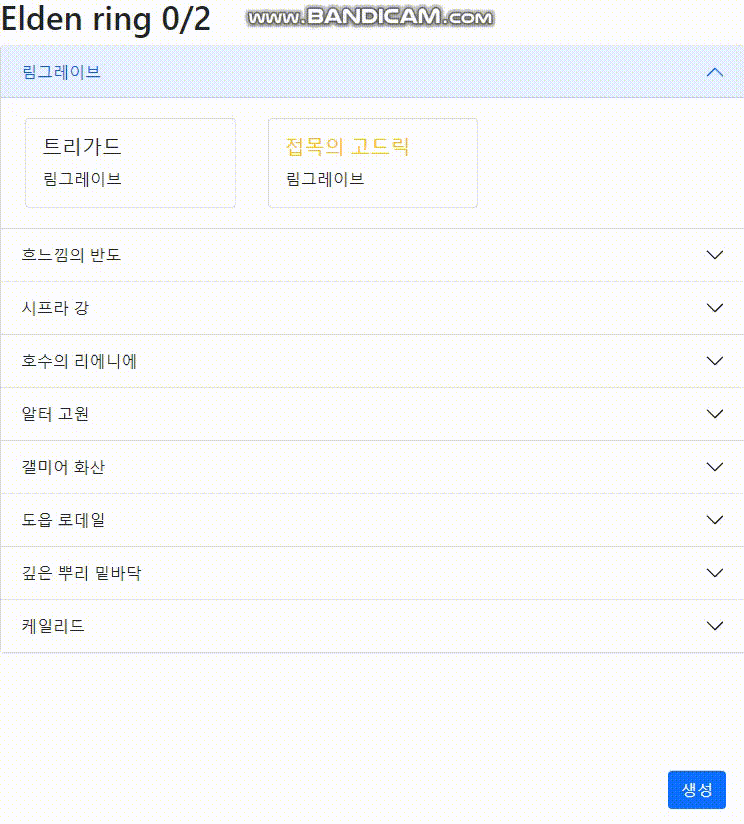 Elden ring 0/2
www.BANDICAM.com
림그레이브
트리가드
림그레이브
접목의 고드릭
림그레이브
흐느낌의 반도
시프라 강
호수의 리에니에
알터 고원
갤미어 화산
도읍 로데일
깊은 뿌리 밑바닥
케일리드
생성